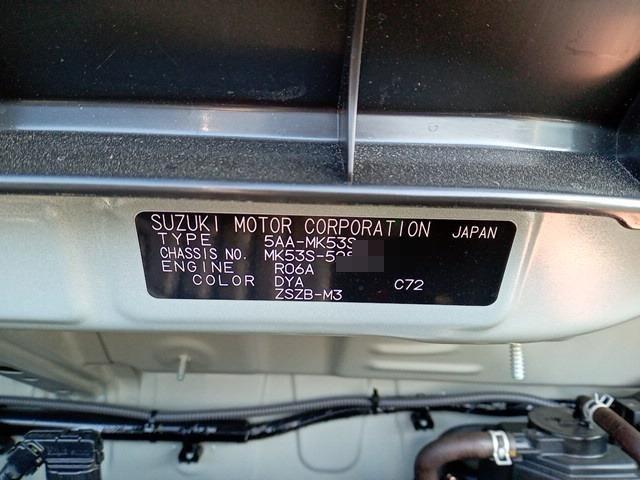 SUZUKI MOTOR CORPORATION JAPAN
TYPE 5AA-MK53S
CHASSIS NO. MK53S-
ENGINE R06A
COLOR DYA C72
ZSZB-M3